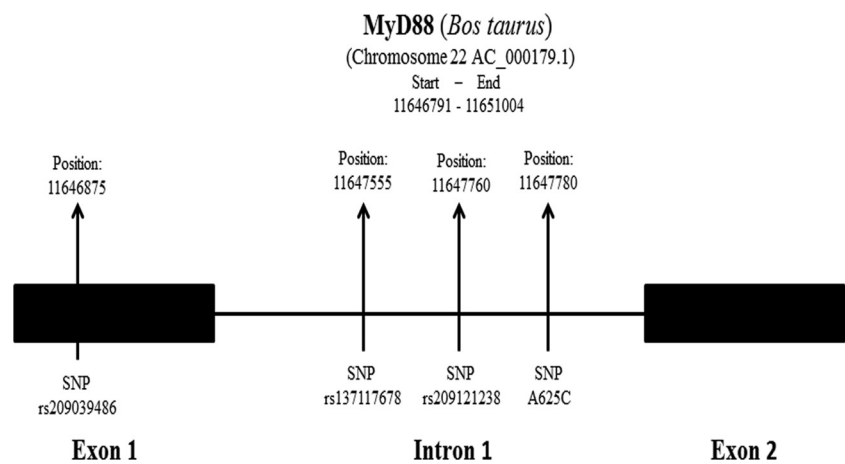 MyD88 (Bos taurus)
(Chromosome 22 AC_000179.1)
Start – End
11646791 - 11651004
Position:
11646875
Position:
11647555
Position:
11647760
Position:
11647780
SNP
rs209039486
SNP
rs137117678
SNP
rs209121238
SNP
A625C
Exon 1
Intron 1
Exon 2